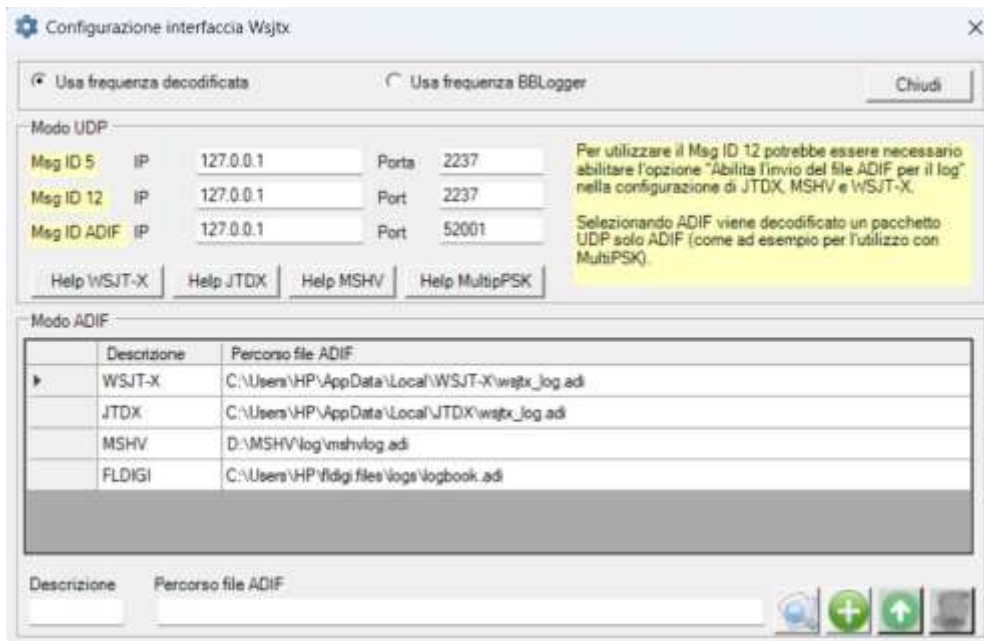 Configurazione interfaccia Wsjtx
Usa frequenza decodificata Usa frequenza BBLogger Chiudi
Modo UDP
Msg ID 5 IP 127.0.0.1 Porta 2237
Msg ID 12 IP 127.0.0.1 Port 2237
Msg ID ADIF IP 127.0.0.1 Port 52001
Per utilizzare il Msg ID 12 potrebbe essere necessario
abilitare l'opzione "Abilita l'invio del file ADIF per il log"
nella configurazione di JTDX, MSHV e WSJT-X.
Selezionando ADIF viene decodificato un pacchetto
UDP solo ADIF (come ad esempio per l'utilizzo con
MultiPSK).
Help WSJT-X Help JTDX Help MSHV Help MultipPSK
Modo ADIF
Descrizione Percorso file ADIF
WSJT-X C:\Users\HP\AppData\Local\WSJT-X\wsjtx_log.adi
JTDX C:\Users\HP\AppData\Local\JTDX\wsjtx_log.adi
MSHV D:\MSHV\log\mshvlog.adi
FLDIGI C:\Users\HP\fldigi.files\logs\logbook.adi
Descrizione Percorso file ADIF